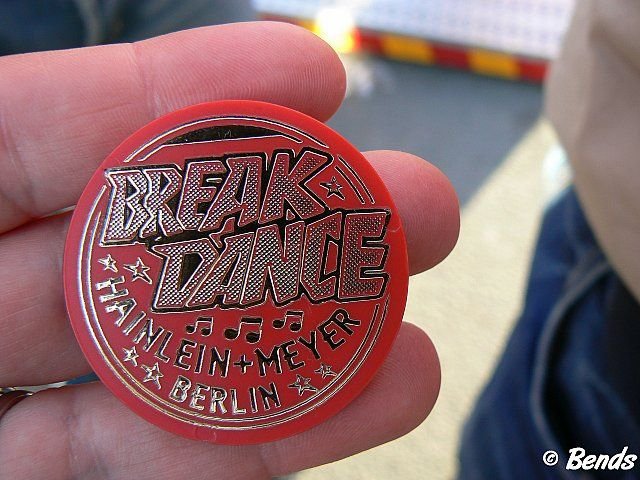 BREAK
DANCE
HAINLEIN+MEYER
BERLIN
© Bends